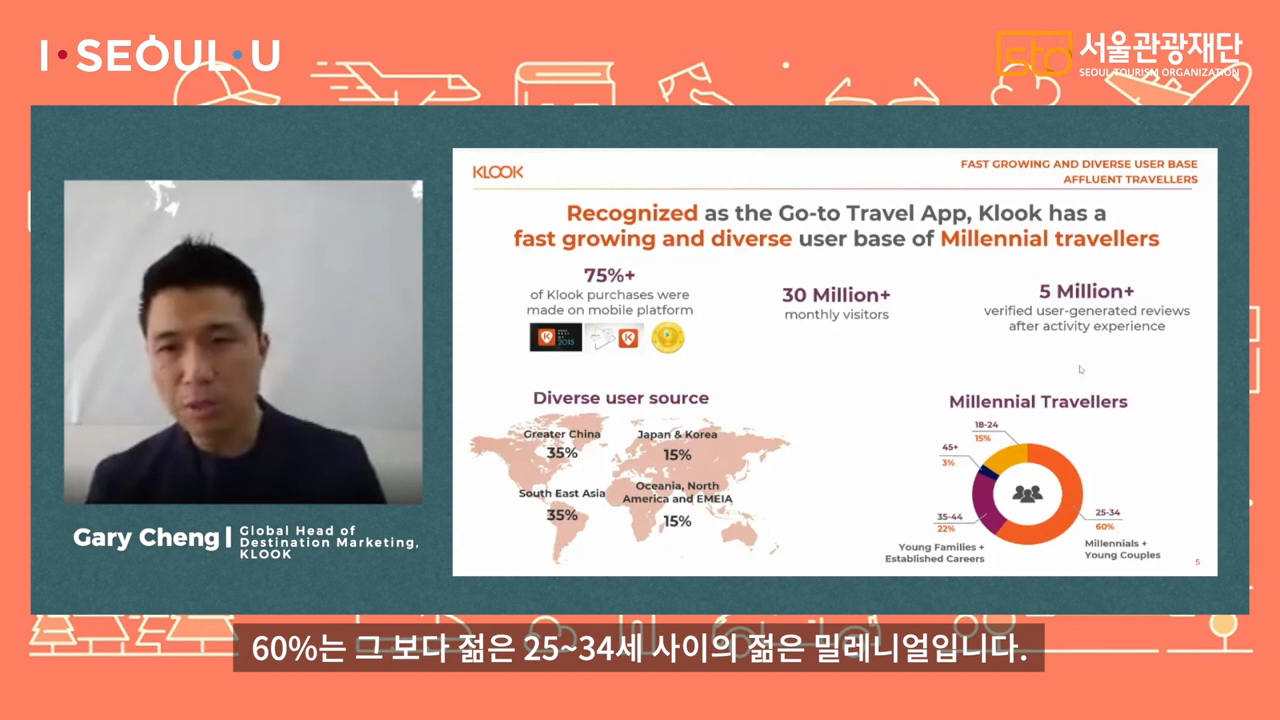 I·SEOUL·U
sto 서울관광재단
SEOUL TOURISM ORGANIZATION
KLOOK
FAST GROWING AND DIVERSE USER BASE
AFFLUENT TRAVELLERS
Recognized as the Go-to Travel App, Klook has a
fast growing and diverse user base of Millennial travellers
75%+
of Klook purchases were
made on mobile platform
2015
30 Million+
monthly visitors
5 Million+
verified user-generated reviews
after activity experience
Diverse user source
Greater China
35%
Japan & Korea
15%
South East Asia
35%
Oceania, North
America and EMEIA
15%
Millennial Travellers
18-24
15%
45+
3%
35-44
22%
Young Families +
Established Careers
25-34
60%
Millennials +
Young Couples
5
Gary Cheng
Global Head of
Destination Marketing,
KLOOK
60%는 그 보다 젊은 25~34세 사이의 젊은 밀레니얼입니다.